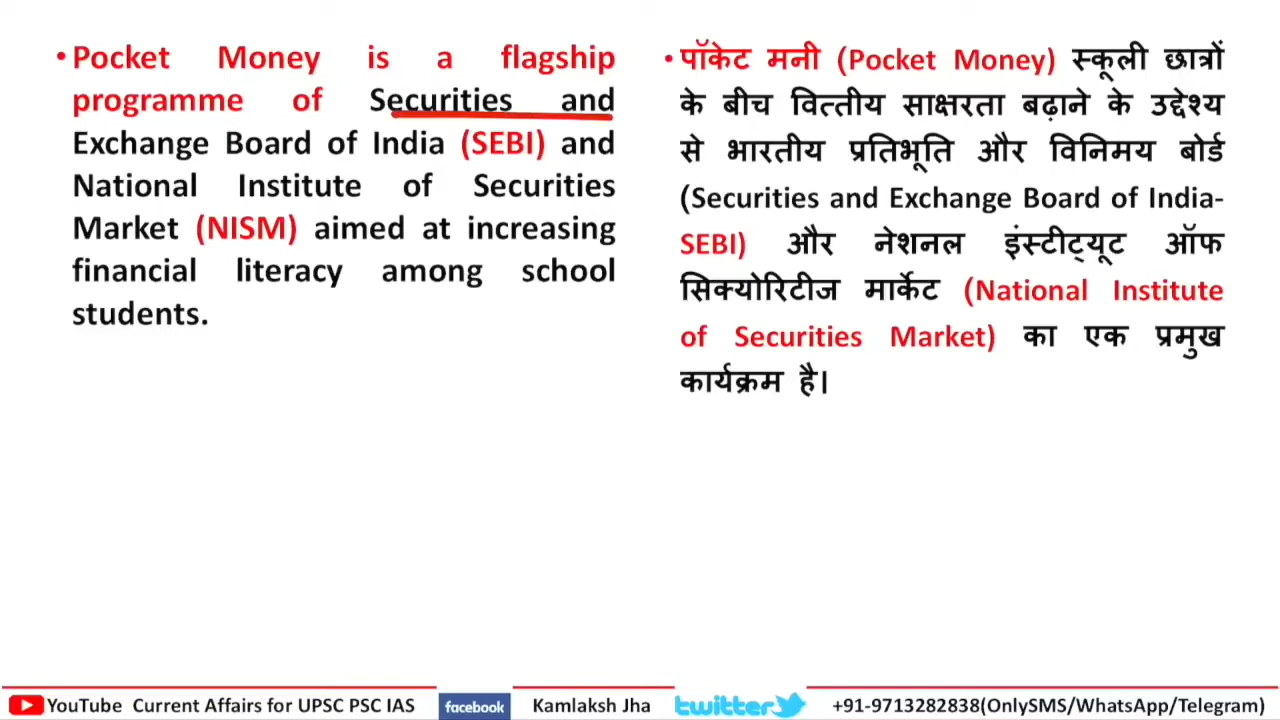 •Pocket Money is a flagship
programme of Securities and
Exchange Board of India (SEBI) and
National Institute of Securities
Market (NISM) aimed at increasing
financial literacy among school
students.
• पॉकेट मनी (Pocket Money) स्कूली छात्रों
के बीच वित्तीय साक्षरता बढ़ाने के उद्देश्य
से भारतीय प्रतिभूति और विनिमय बोर्ड
(Securities and Exchange Board of India-
SEBI) और नेशनल इंस्टीट्यूट ऑफ
सिक्योरिटीज मार्केट (National Institute
of Securities Market) का एक प्रमुख
कार्यक्रम है।
YouTube Current Affairs for UPSC PSC IAS facebook Kamlaksh Jha twitter +91-9713282838(OnlySMS/WhatsApp/Telegram)